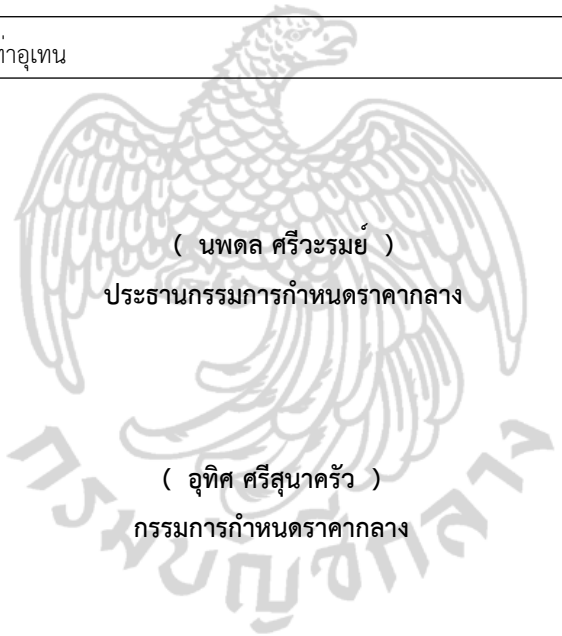 ท่าอุเทน
( นพดล ศรีวะรมย์ )
ประธานกรรมการกำหนดราคากลาง
( อุทิศ ศรีสุนาครัว )
กรรมการกำหนดราคากลาง
กรมบัญชีกลาง